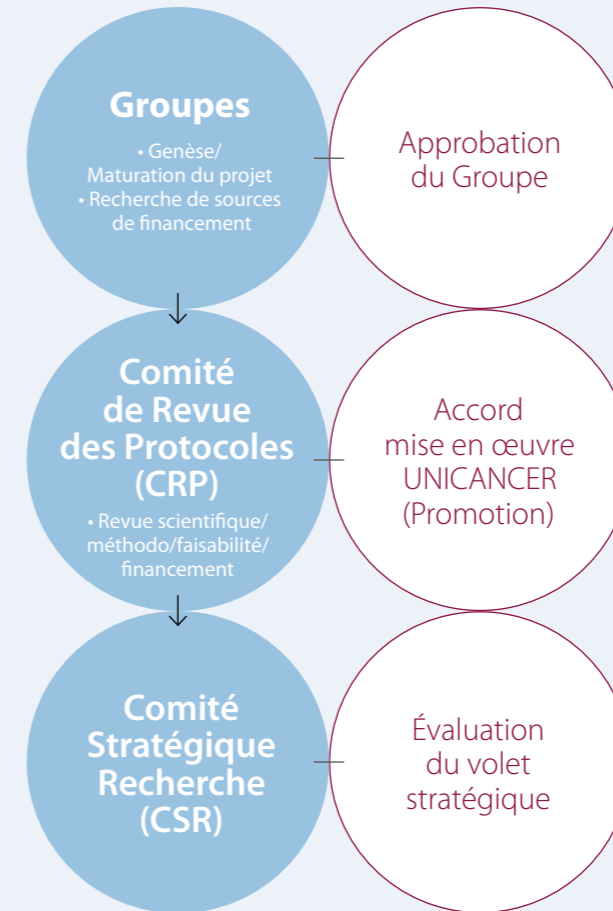 Groupes
• Genèse/
Maturation du projet
• Recherche de sources
de financement
Approbation
du Groupe
Comité
de Revue
des Protocoles
(CRP)
• Revue scientifique/
méthodo/faisabilité/
financement
Accord
mise en œuvre
UNICANCER
(Promotion)
Comité
Stratégique
Recherche
(CSR)
Évaluation
du volet
stratégique